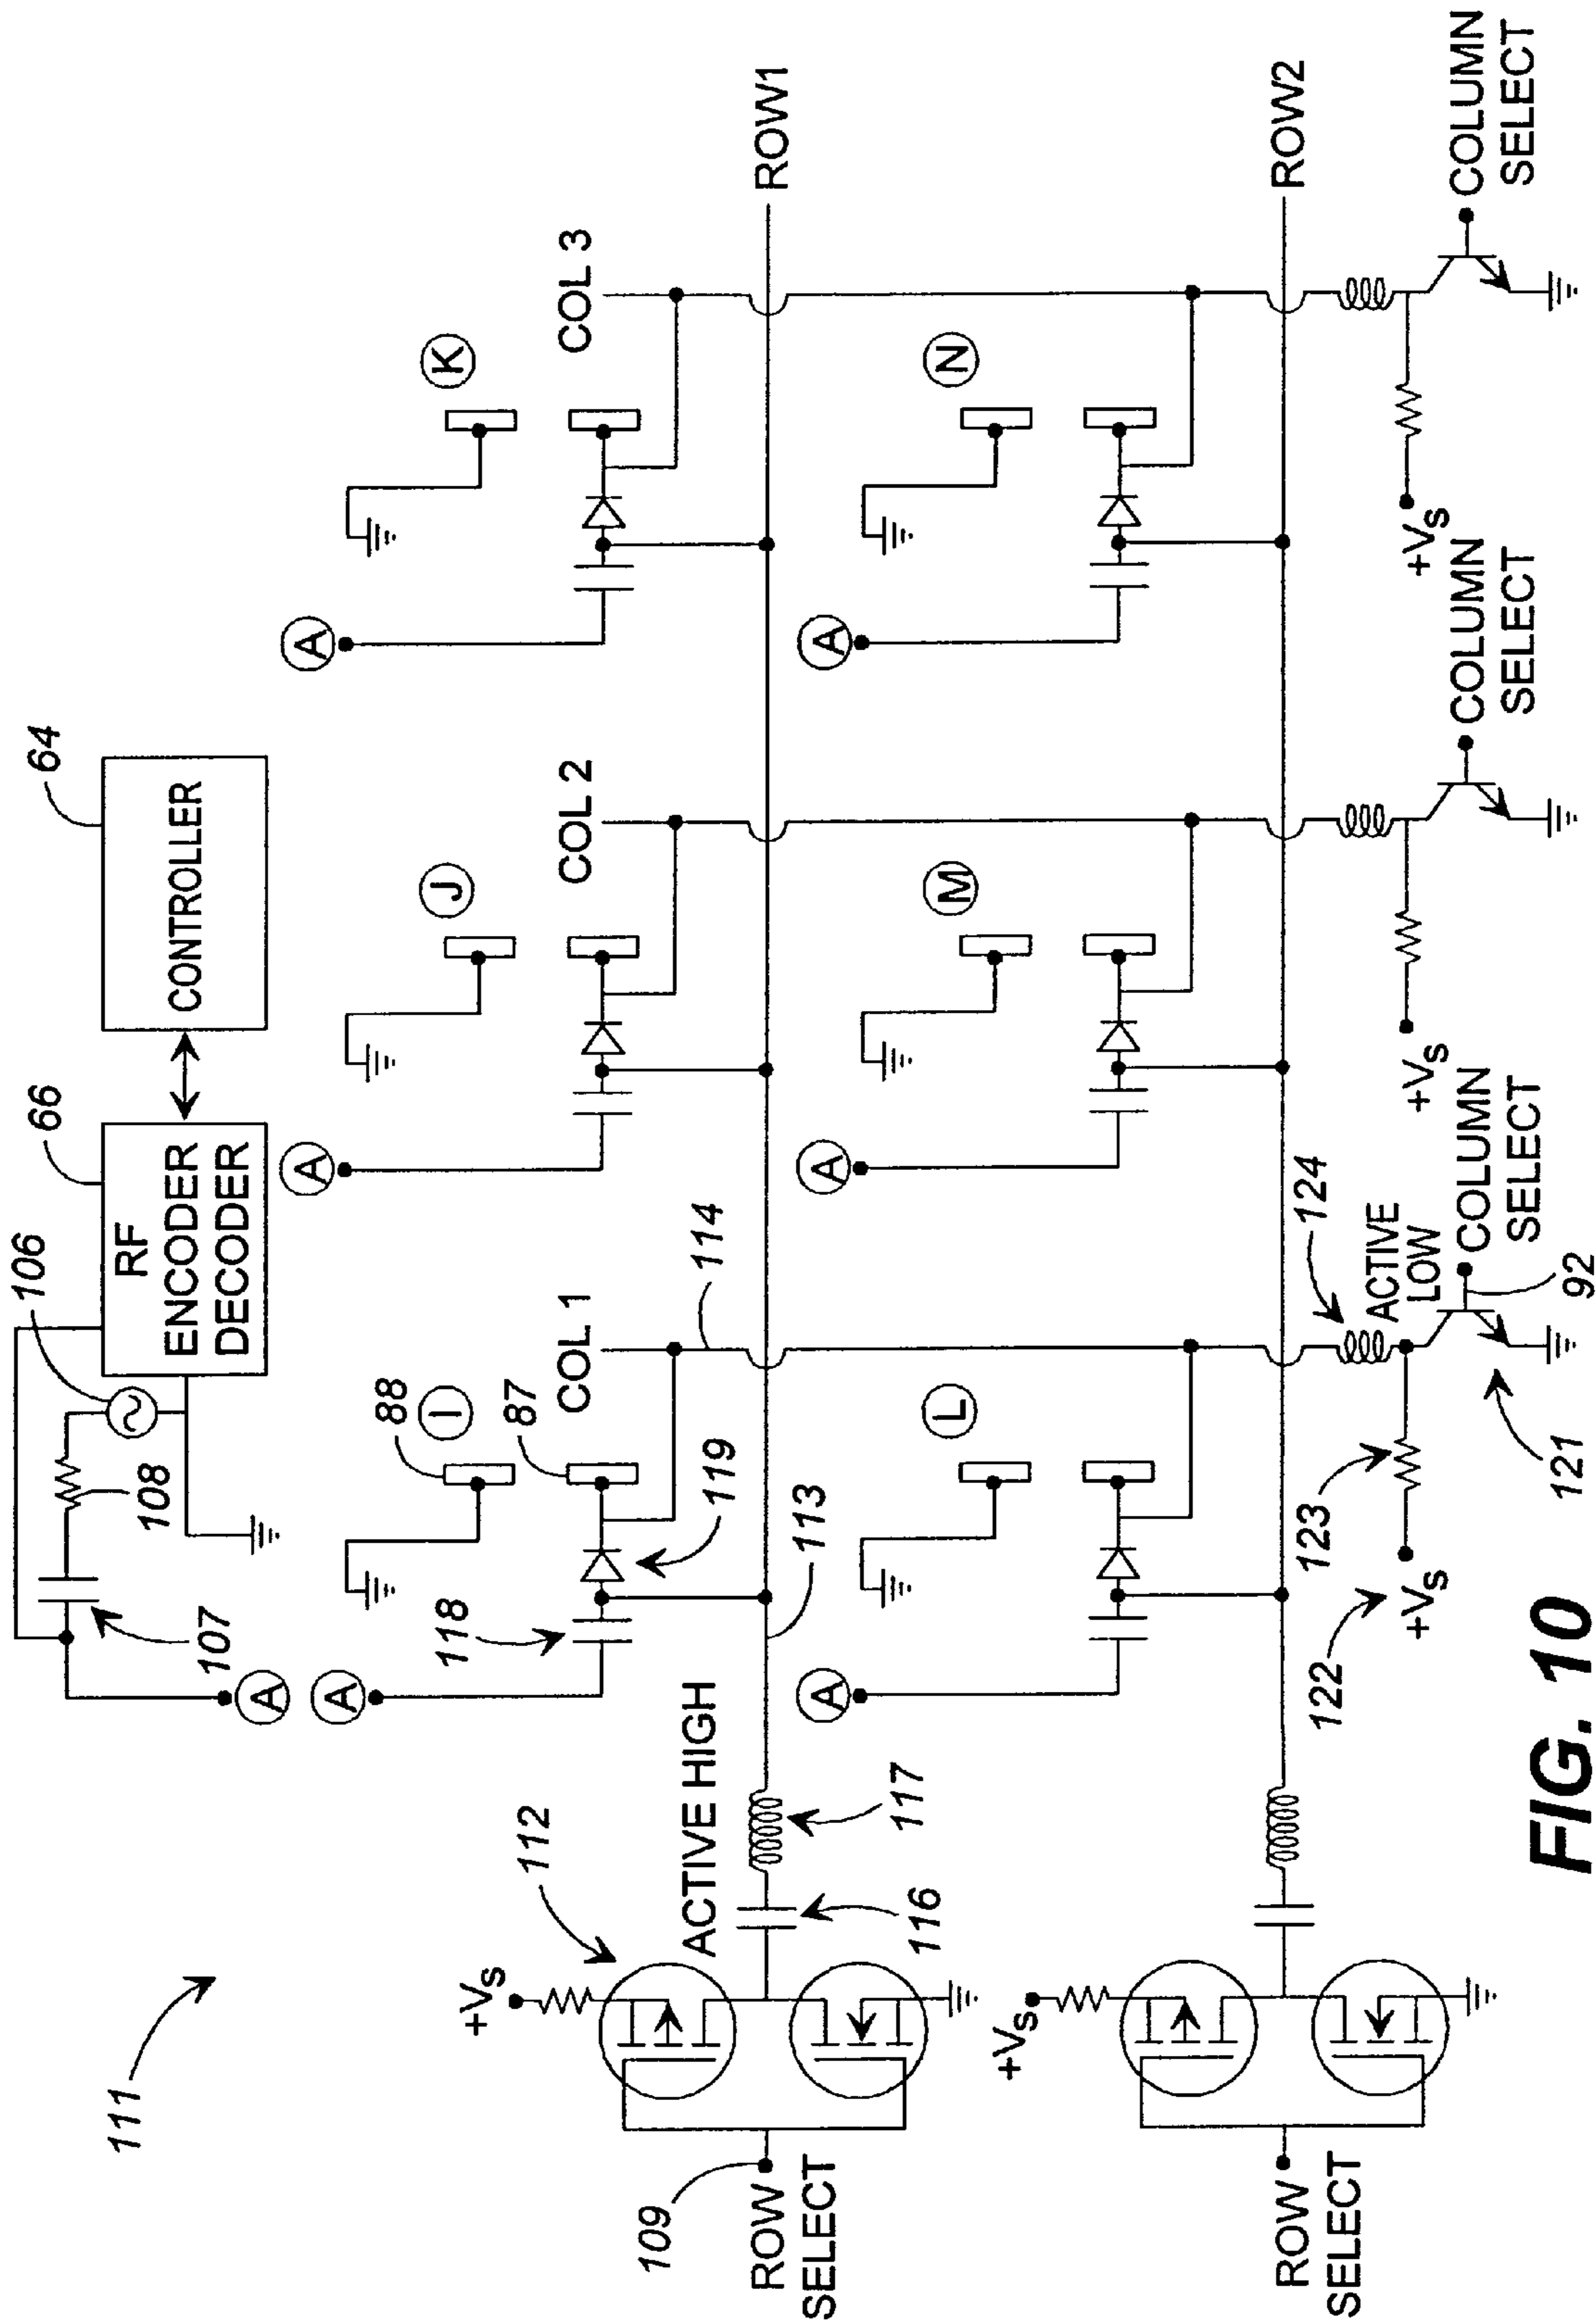 111
64
66
106
RF
ENCODER
DECODER
CONTROLLER
108
107
A
A
A
A
88
I
J
K
87
COL 1
COL 2
COL 3
118
119
112
+VS
ACTIVE HIGH
114
113
ROW1
109
ROW
SELECT
116
117
A
A
A
L
M
N
+VS
ROW2
ROW
SELECT
124
ACTIVE
LOW
122
+VS
123
121
92
COLUMN
SELECT
+VS
COLUMN
SELECT
+VS
COLUMN
SELECT
FIG. 10